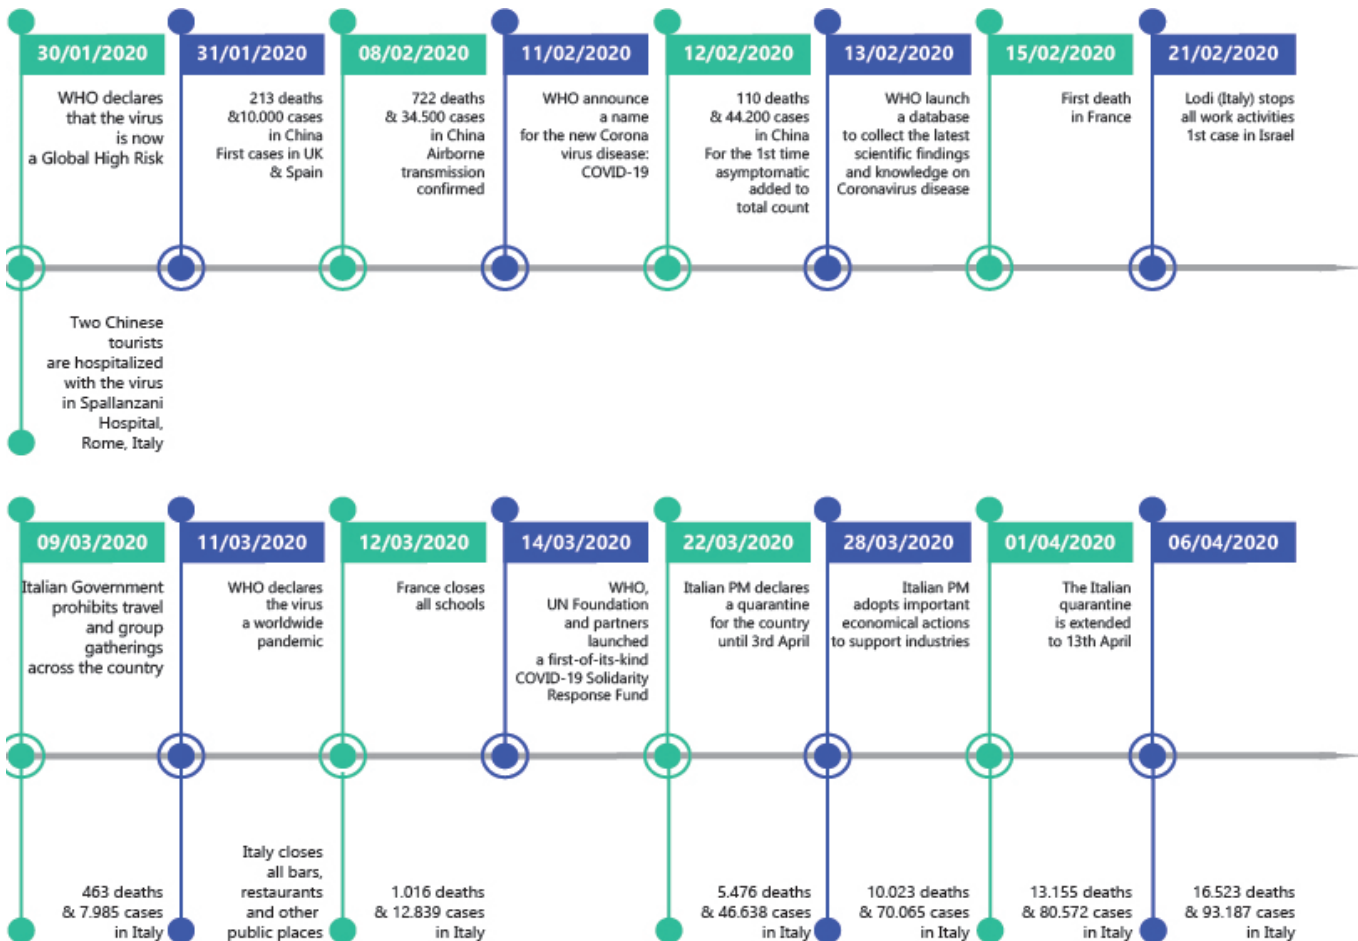 30/01/2020
WHO declares
that the virus
is now
a Global High Risk
Two Chinese
tourists
are hospitalized
with the virus
in Spallanzani
Hospital,
Rome, Italy
31/01/2020
213 deaths
&10.000 cases
in China
First cases in UK
& Spain
08/02/2020
722 deaths
& 34.500 cases
in China
Airborne
transmission
confirmed
11/02/2020
WHO announce
a name
for the new Corona
virus disease:
COVID-19
12/02/2020
110 deaths
& 44.200 cases
in China
For the 1st time
asymptomatic
added to
total count
13/02/2020
WHO launch
a database
to collect the latest
scientific findings
and knowledge on
Coronavirus disease
15/02/2020
First death
in France
21/02/2020
Lodi (Italy) stops
all work activities
1st case in Israel
09/03/2020
Italian Government
prohibits travel
and group
gatherings
across the country
463 deaths
& 7.985 cases
in Italy
11/03/2020
WHO declares
the virus
a worldwide
pandemic
Italy closes
all bars,
restaurants
and other
public places
12/03/2020
France closes
all schools
1.016 deaths
& 12.839 cases
in Italy
14/03/2020
WHO,
UN Foundation
and partners
launched
a first-of-its-kind
COVID-19 Solidarity
Response Fund
22/03/2020
Italian PM declares
a quarantine
for the country
until 3rd April
5.476 deaths
& 46.638 cases
in Italy
28/03/2020
Italian PM
adopts important
economical actions
to support industries
10.023 deaths
& 70.065 cases
in Italy
01/04/2020
The Italian
quarantine
is extended
to 13th April
13.155 deaths
& 80.572 cases
in Italy
06/04/2020
16.523 deaths
& 93.187 cases
in Italy